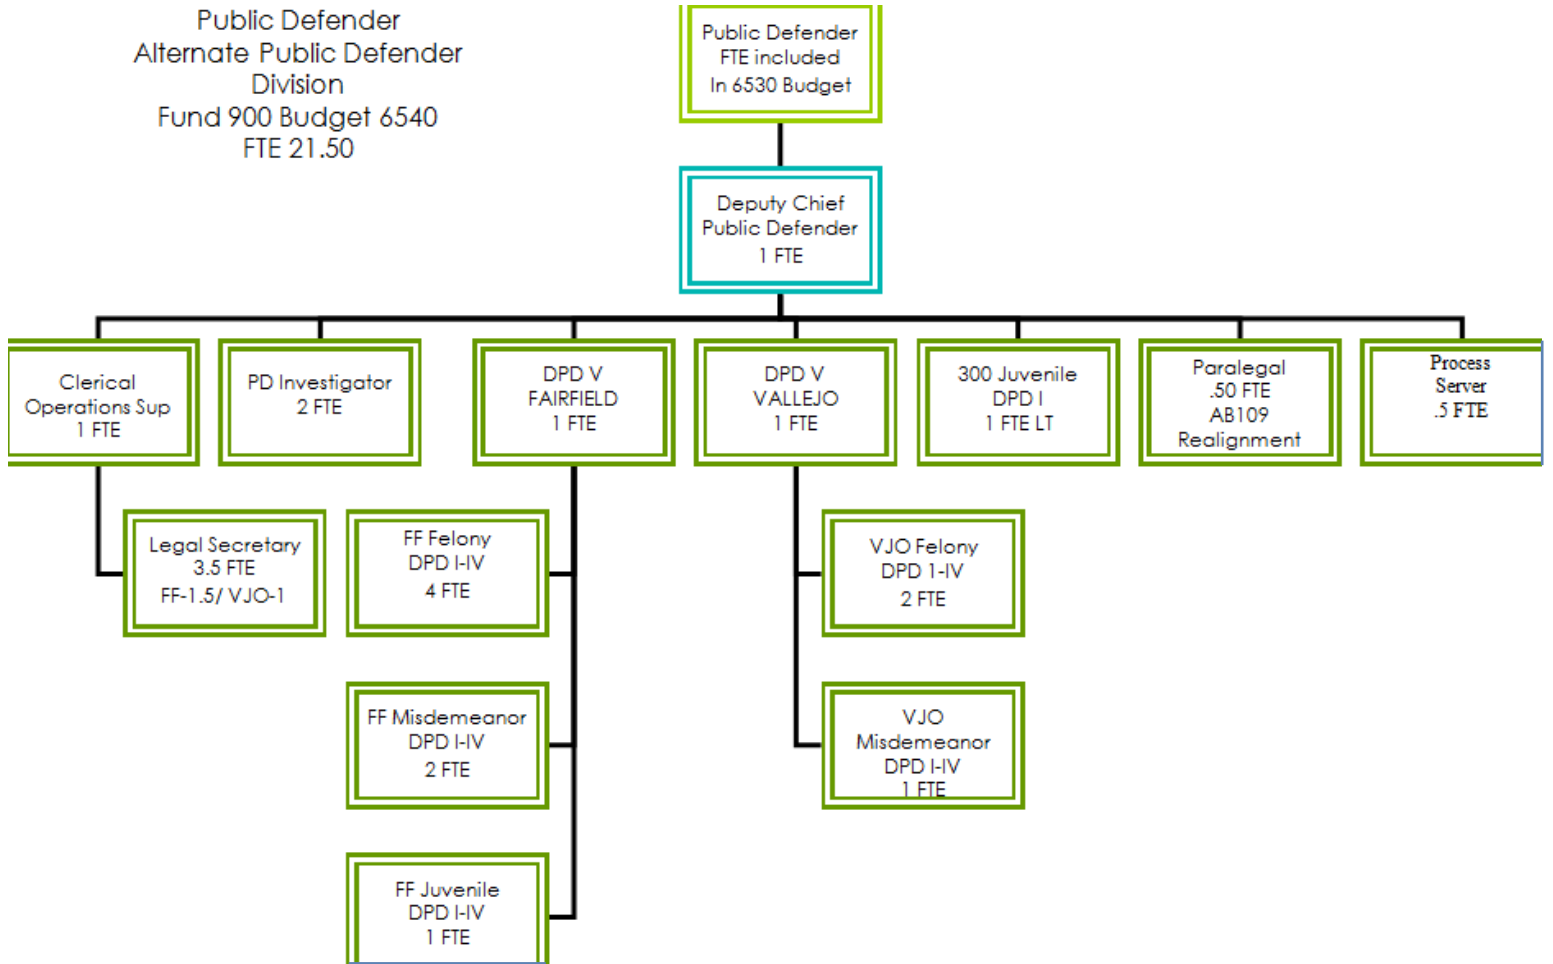 Public Defender
Alternate Public Defender
Division
Fund 900 Budget 6540
FTE 21.50
Public Defender
FTE included
In 6530 Budget
Deputy Chief
Public Defender
1 FTE
Clerical
Operations Sup
1 FTE
PD Investigator
2 FTE
DPD V
FAIRFIELD
1 FTE
DPD V
VALLEJO
1 FTE
300 Juvenile
DPD I
1 FTE LT
Paralegal
.50 FTE
AB109
Realignment
Process
Server
.5 FTE
Legal Secretary
3.5 FTE
FF-1.5/ VJO-1
FF Felony
DPD I-IV
4 FTE
VJO Felony
DPD 1-IV
2 FTE
FF Misdemeanor
DPD I-IV
2 FTE
VJO
Misdemeanor
DPD I-IV
1 FTE
FF Juvenile
DPD I-IV
1 FTE